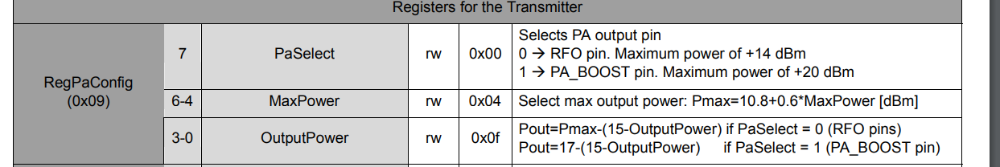 Registers for the Transmitter
RegPaConfig
(0x09)
7
PaSelect
rw
0x00
Selects PA output pin
0 → RFO pin. Maximum power of +14 dBm
1 → PA_BOOST pin. Maximum power of +20 dBm
6-4
MaxPower
rw
0x04
Select max output power: Pmax=10.8+0.6*MaxPower [dBm]
3-0
OutputPower
rw
0x0f
Pout=Pmax-(15-OutputPower) if PaSelect = 0 (RFO pins)
Pout=17-(15-OutputPower) if PaSelect = 1 (PA_BOOST pin)